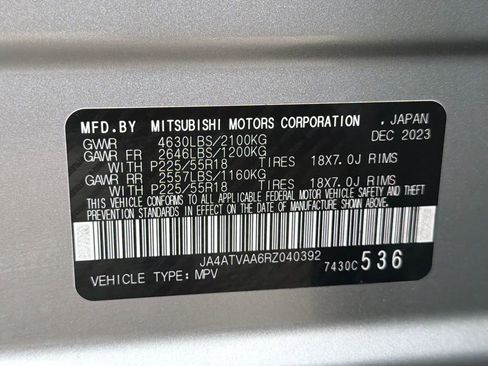 MFD.BY MITSUBISHI MOTORS CORPORATION . JAPAN
GVWR 4630LBS/2100KG DEC 2023
GAWR FR 2646LBS/1200KG
WITH P225/55R18 TIRES 18X7.0J RIMS
GAWR RR 2557LBS/1160KG
WITH P225/55R18 TIRES 18X7.0J RIMS
THIS VEHICLE CONFORMS TO ALL APPLICABLE FEDERAL MOTOR VEHICLE SAFETY AND THEFT
PREVENTION STANDARDS IN EFFECT ON THE DATE OF MANUFACTURE SHOWN ABOVE.
JA4ATVAA6RZ040392
VEHICLE TYPE: MPV 7430C 536